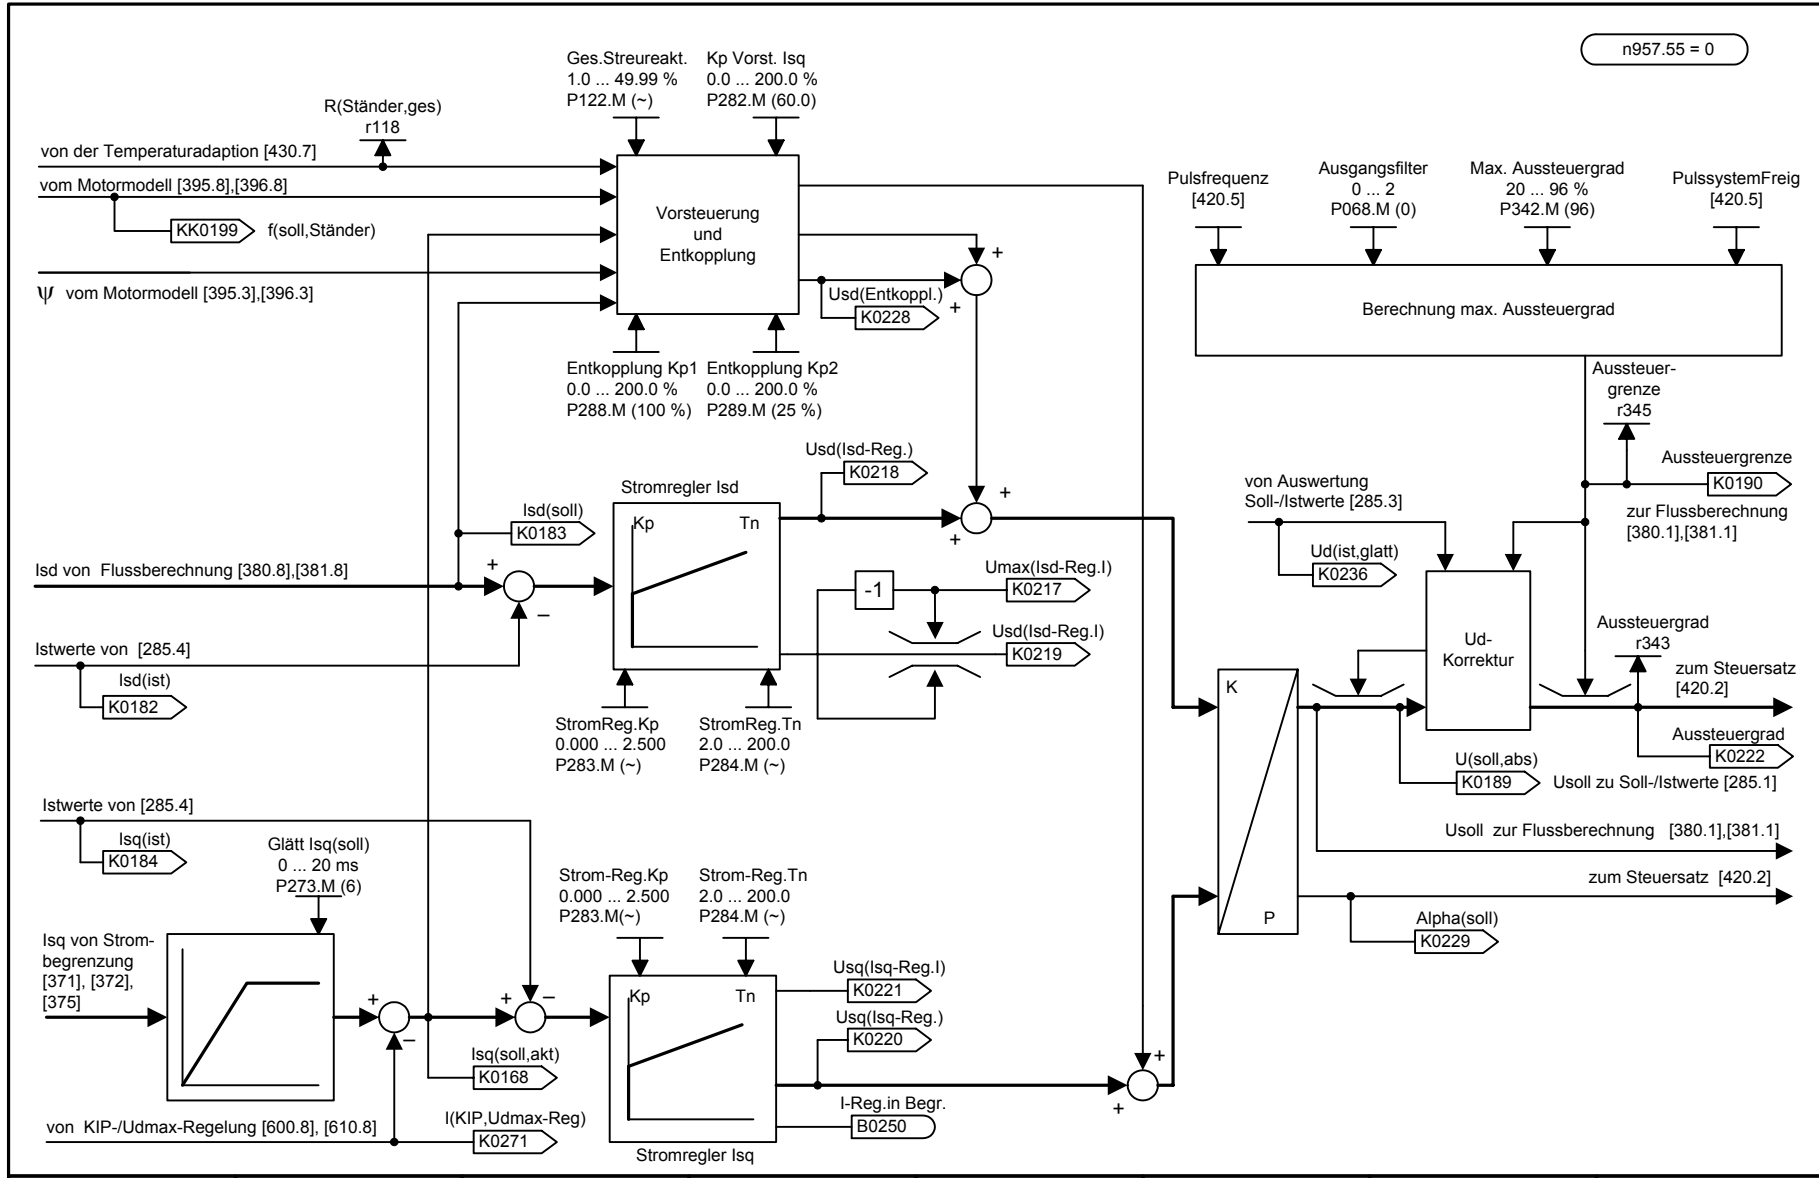 n957.55 = 0
Ges.Streureakt.
1.0 ... 49.99 %
P122.M (~)
Kp Vorst. Isq
0.0 ... 200.0 %
P282.M (60.0)
R(Ständer,ges)
r118
von der Temperaturadaption [430.7]
vom Motormodell [395.8],[396.8]
KK0199
f(soll,Ständer)
Ψ vom Motormodell [395.3],[396.3]
Vorsteuerung
und
Entkopplung
+
+
Usd(Entkoppl.)
K0228
Entkopplung Kp1
0.0 ... 200.0 %
P288.M (100 %)
Entkopplung Kp2
0.0 ... 200.0 %
P289.M (25 %)
Pulsfrequenz
[420.5]
Ausgangsfilter
0 ... 2
P068.M (0)
Max. Aussteuergrad
20 ... 96 %
P342.M (96)
PulssystemFreig
[420.5]
Berechnung max. Aussteuergrad
Aussteuer-
grenze
r345
Aussteuergrenze
K0190
zur Flussberechnung
[380.1],[381.1]
von Auswertung
Soll-/Istwerte [285.3]
Ud(ist,glatt)
K0236
Ud-
Korrektur
Aussteuergrad
r343
zum Steuersatz
[420.2]
Aussteuergrad
K0222
U(soll,abs)
K0189
Usoll zu Soll-/Istwerte [285.1]
Usoll zur Flussberechnung [380.1],[381.1]
zum Steuersatz [420.2]
Alpha(soll)
K0229
K
P
Usd(Isd-Reg.)
K0218
+
+
Stromregler Isd
Kp
Tn
Isd(soll)
K0183
Isd von Flussberechnung [380.8],[381.8]
+
–
-1
Umax(Isd-Reg.I)
K0217
Usd(Isd-Reg.I)
K0219
Istwerte von [285.4]
Isd(ist)
K0182
StromReg.Kp
0.000 ... 2.500
P283.M (~)
StromReg.Tn
2.0 ... 200.0
P284.M (~)
Istwerte von [285.4]
Isq(ist)
K0184
Glätt Isq(soll)
0 ... 20 ms
P273.M (6)
Strom-Reg.Kp
0.000 ... 2.500
P283.M(~)
Strom-Reg.Tn
2.0 ... 200.0
P284.M (~)
Isq von Strom-
begrenzung
[371], [372],
[375]
+
–
+
–
Kp
Tn
Usq(Isq-Reg.I)
K0221
Usq(Isq-Reg.)
K0220
+
+
Isq(soll,akt)
K0168
von KIP-/Udmax-Regelung [600.8], [610.8]
I(KIP,Udmax-Reg)
K0271
I-Reg.in Begr.
B0250
Stromregler Isq